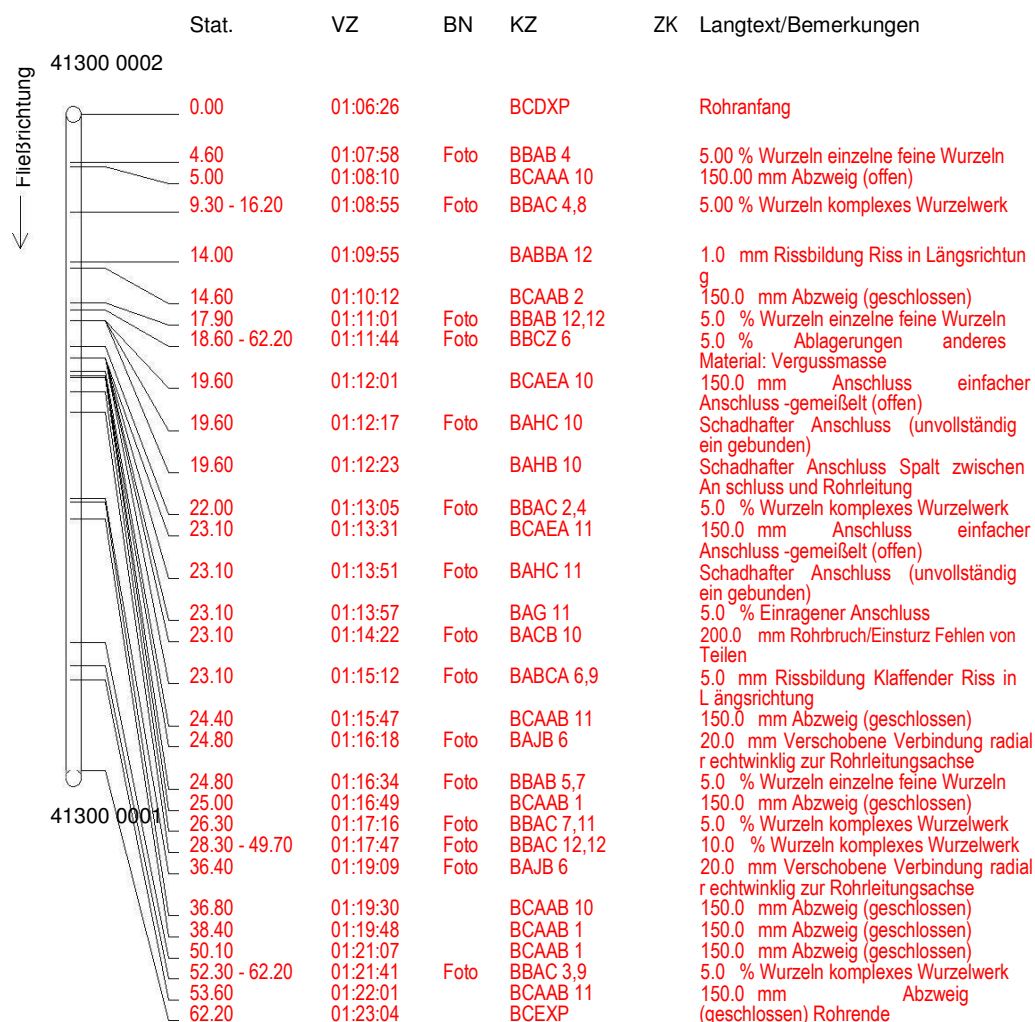 Stat. VZ BN KZ ZK Langtext/Bemerkungen
41300 0002
Fließrichtung
0.00 01:06:26 BCDXP Rohranfang
4.60 01:07:58 Foto BBAB 4 5.00 % Wurzeln einzelne feine Wurzeln
5.00 01:08:10 BCAAA 10 150.00 mm Abzweig (offen)
9.30 - 16.20 01:08:55 Foto BBAC 4,8 5.00 % Wurzeln komplexes Wurzelwerk
14.00 01:09:55 BABBA 12 1.0 mm Rissbildung Riss in Längsrichtun
g
14.60 01:10:12 BCAAB 2 150.0 mm Abzweig (geschlossen)
17.90 01:11:01 Foto BBAB 12,12 5.0 % Wurzeln einzelne feine Wurzeln
18.60 - 62.20 01:11:44 Foto BBCZ 6 5.0 % Ablagerungen anderes
Material: Vergussmasse
19.60 01:12:01 BCAEA 10 150.0 mm Anschluss einfacher
Anschluss -gemeißelt (offen)
19.60 01:12:17 Foto BAHC 10 Schadhafter Anschluss (unvollständig
ein gebunden)
19.60 01:12:23 BAHB 10 Schadhafter Anschluss Spalt zwischen
An schluss und Rohrleitung
22.00 01:13:05 Foto BBAC 2,4 5.0 % Wurzeln komplexes Wurzelwerk
23.10 01:13:31 BCAEA 11 150.0 mm Anschluss einfacher
Anschluss -gemeißelt (offen)
23.10 01:13:51 Foto BAHC 11 Schadhafter Anschluss (unvollständig
ein gebunden)
23.10 01:13:57 BAG 11 5.0 % Einragener Anschluss
23.10 01:14:22 Foto BACB 10 200.0 mm Rohrbruch/Einsturz Fehlen von
Teilen
23.10 01:15:12 Foto BABCA 6,9 5.0 mm Rissbildung Klaffender Riss in
L ängsrichtung
24.40 01:15:47 BCAAB 11 150.0 mm Abzweig (geschlossen)
24.80 01:16:18 Foto BAJB 6 20.0 mm Verschobene Verbindung radial
r echtwinklig zur Rohrleitungsachse
24.80 01:16:34 Foto BBAB 5,7 5.0 % Wurzeln einzelne feine Wurzeln
25.00 01:16:49 BCAAB 1 150.0 mm Abzweig (geschlossen)
41300 0001
26.30 01:17:16 Foto BBAC 7,11 5.0 % Wurzeln komplexes Wurzelwerk
28.30 - 49.70 01:17:47 Foto BBAC 12,12 10.0 % Wurzeln komplexes Wurzelwerk
36.40 01:19:09 Foto BAJB 6 20.0 mm Verschobene Verbindung radial
r echtwinklig zur Rohrleitungsachse
36.80 01:19:30 BCAAB 10 150.0 mm Abzweig (geschlossen)
38.40 01:19:48 BCAAB 1 150.0 mm Abzweig (geschlossen)
50.10 01:21:07 BCAAB 1 150.0 mm Abzweig (geschlossen)
52.30 - 62.20 01:21:41 Foto BBAC 3,9 5.0 % Wurzeln komplexes Wurzelwerk
53.60 01:22:01 BCAAB 11 150.0 mm Abzweig
62.20 01:23:04 BCEXP (geschlossen) Rohrende